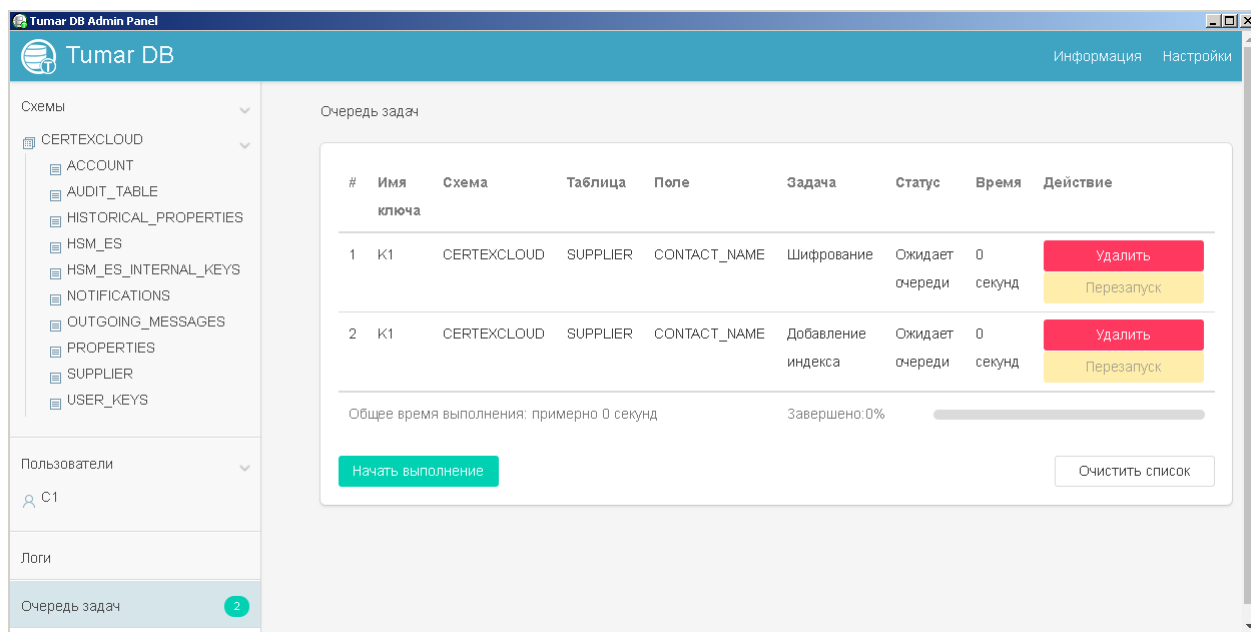 Tumar DB Admin Panel
Tumar DB
Информация Настройки
Схемы
CERTEXCLOUD
ACCOUNT
AUDIT_TABLE
HISTORICAL_PROPERTIES
HSM_ES
HSM_ES_INTERNAL_KEYS
NOTIFICATIONS
OUTGOING_MESSAGES
PROPERTIES
SUPPLIER
USER_KEYS
Пользователи
C1
Логи
Очередь задач 2
Очередь задач
# Имя ключа Схема Таблица Поле Задача Статус Время Действие
1 K1 CERTEXCLOUD SUPPLIER CONTACT_NAME Шифрование Ожидает очереди 0 секунд Удалить
Перезапуск
2 K1 CERTEXCLOUD SUPPLIER CONTACT_NAME Добавление индекса Ожидает очереди 0 секунд Удалить
Перезапуск
Общее время выполнения: примерно 0 секунд Завершено:0%
Начать выполнение Очистить список